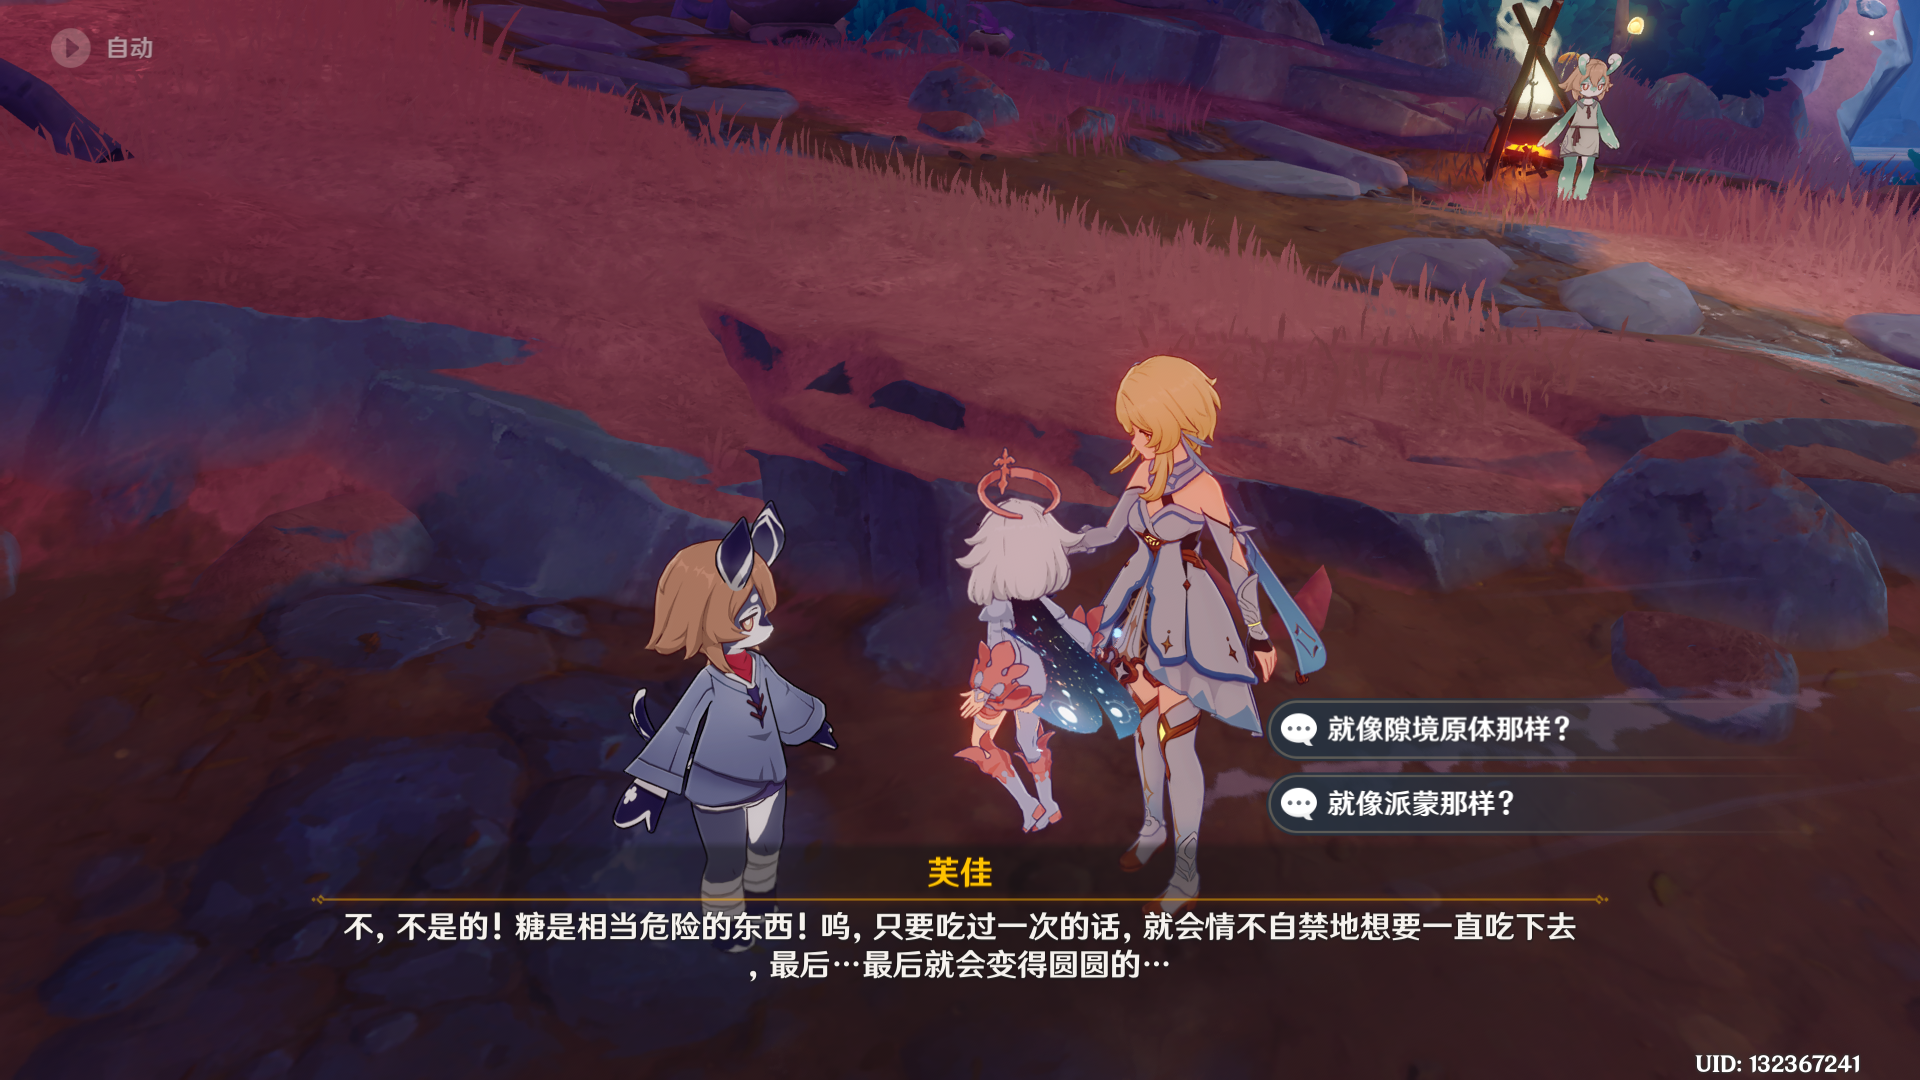 自动
就像隙境原体那样？
就像派蒙那样？
芙佳
不，不是的！糖是相当危险的东西！呜，只要吃过一次的话，就会情不自禁地想要一直吃下去
，最后…最后就会变得圆圆的…
UID: 132367241